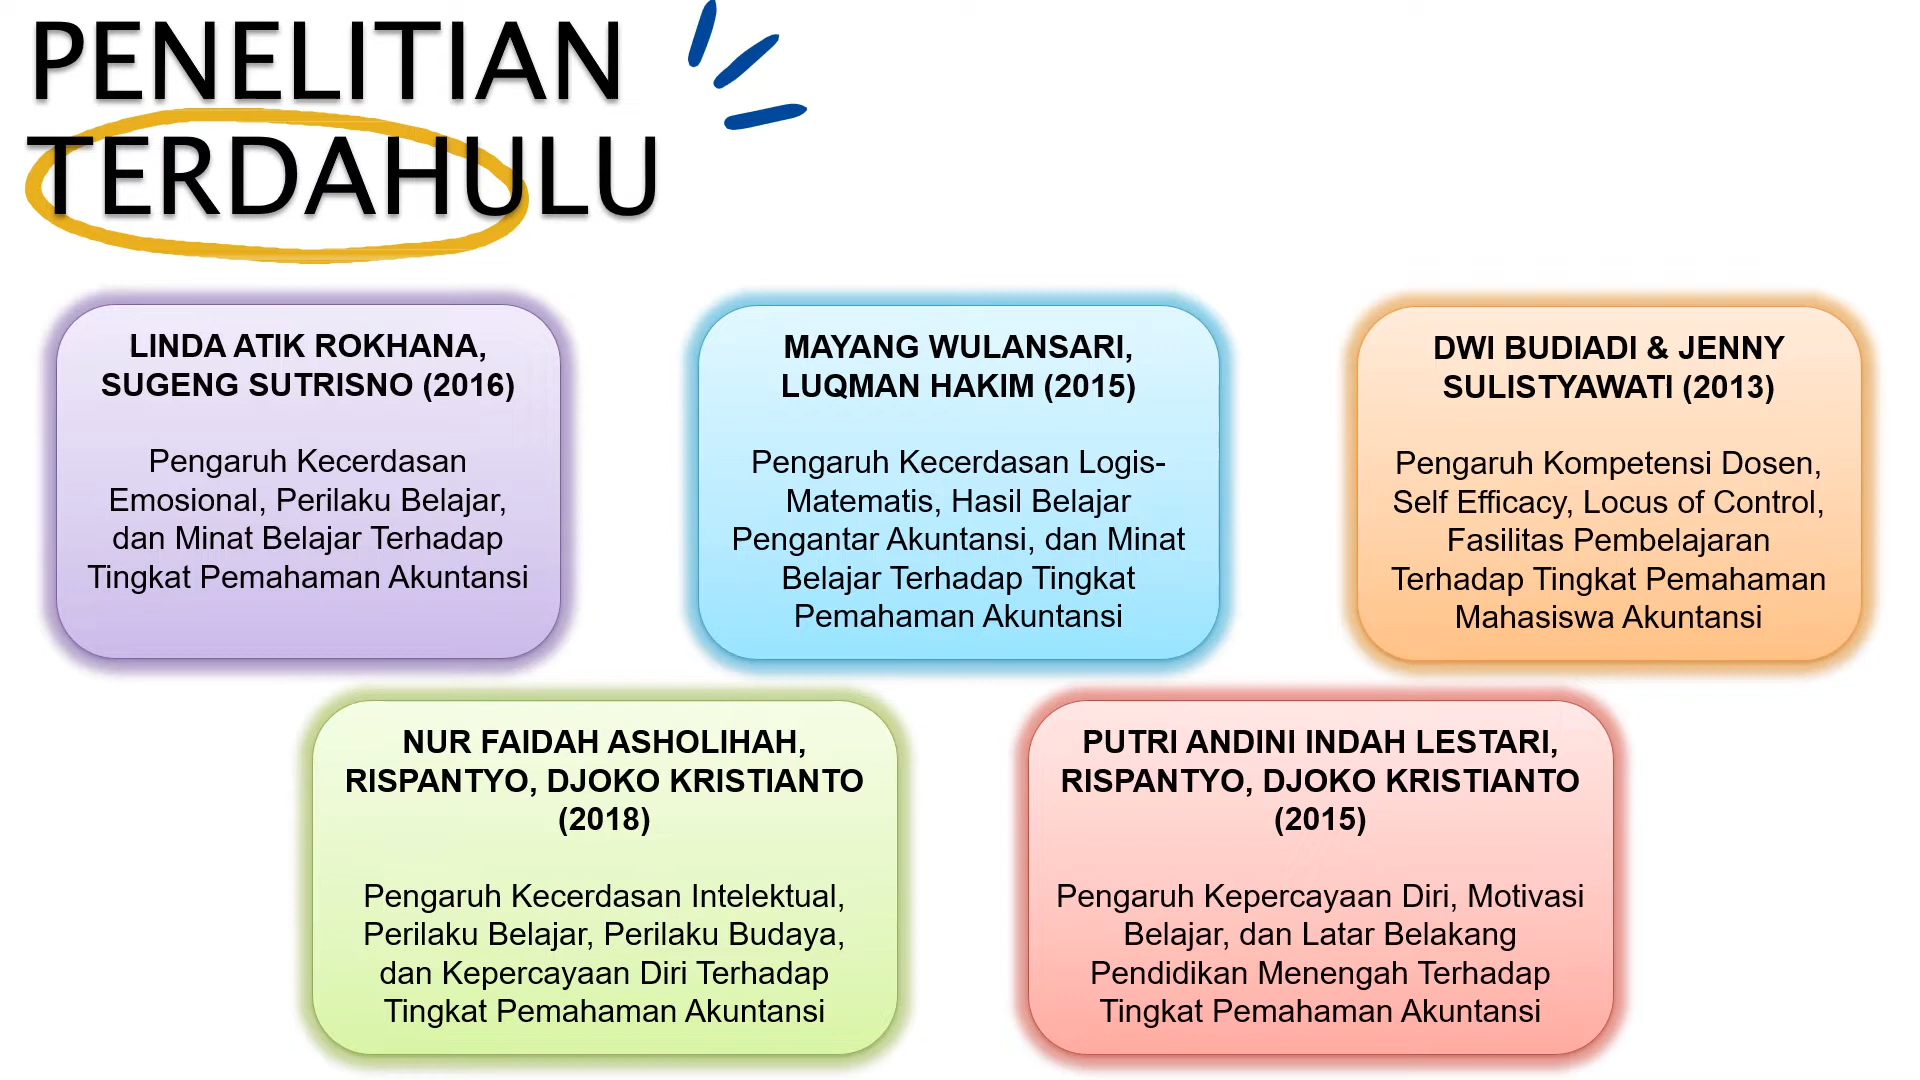 PENELITIAN
TERDAHULU
LINDA ATIK ROKHANA,
SUGENG SUTRISNO (2016)
Pengaruh Kecerdasan
Emosional, Perilaku Belajar,
dan Minat Belajar Terhadap
Tingkat Pemahaman Akuntansi
MAYANG WULANSARI,
LUQMAN HAKIM (2015)
Pengaruh Kecerdasan Logis-
Matematis, Hasil Belajar
Pengantar Akuntansi, dan Minat
Belajar Terhadap Tingkat
Pemahaman Akuntansi
DWI BUDIADI & JENNY
SULISTYAWATI (2013)
Pengaruh Kompetensi Dosen,
Self Efficacy, Locus of Control,
Fasilitas Pembelajaran
Terhadap Tingkat Pemahaman
Mahasiswa Akuntansi
NUR FAIDAH ASHOLIHAH,
RISPANTYO, DJOKO KRISTIANTO
(2018)
Pengaruh Kecerdasan Intelektual,
Perilaku Belajar, Perilaku Budaya,
dan Kepercayaan Diri Terhadap
Tingkat Pemahaman Akuntansi
PUTRI ANDINI INDAH LESTARI,
RISPANTYO, DJOKO KRISTIANTO
(2015)
Pengaruh Kepercayaan Diri, Motivasi
Belajar, dan Latar Belakang
Pendidikan Menengah Terhadap
Tingkat Pemahaman Akuntansi